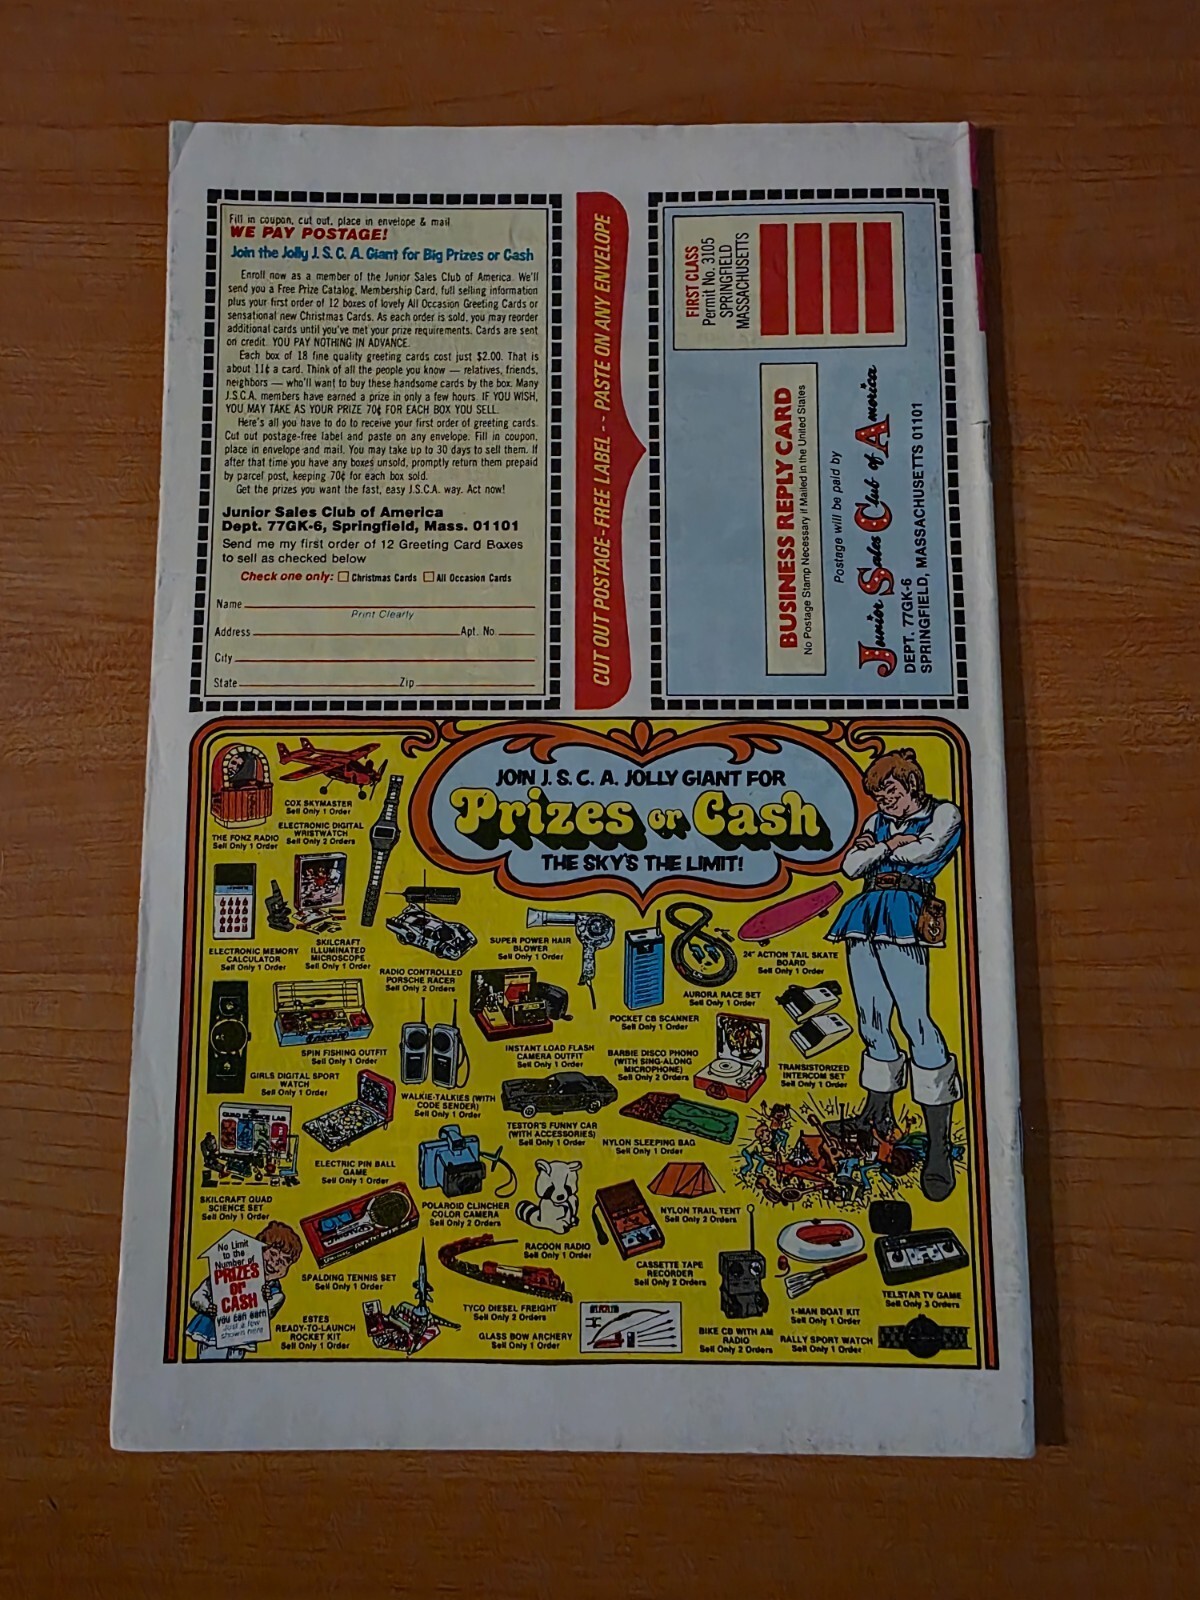 Fill in coupon, cut out, place in envelope & mail
WE PAY POSTAGE!
Join the Jolly J. S. C. A. Giant for Big Prizes or Cash
Enroll now as a member of the Junior Sales Club of America. We'll
send you a Free Prize Catalog, Membership Card, full selling information
plus your first order of 12 boxes of lovely All Occasion Greeting Cards or
sensational new Christmas Cards. As each order is sold, you may reorder
additional cards until you've met your prize requirements. Cards are sent
on credit. YOU PAY NOTHING IN ADVANCE.
Each box of 18 fine quality greeting cards cost just $2.00. That is
about 11¢ a card. Think of all the people you know — relatives, friends,
neighbors — who'll want to buy these handsome cards by the box. Many
J.S.C.A. members have earned a prize in only a few hours. IF YOU WISH,
YOU MAY TAKE AS YOUR PRIZE 70¢ FOR EACH BOX YOU SELL.
Here's all you have to do to receive your first order of greeting cards.
Cut out postage-free label and paste on any envelope. Fill in coupon,
place in envelope and mail. You may take up to 30 days to sell them. If
after that time you have any boxes unsold, promptly return them prepaid
by parcel post, keeping 70¢ for each box sold.
Get the prizes you want the fast, easy J.S.C.A. way. Act now!
Junior Sales Club of America
Dept. 77GK-6, Springfield, Mass. 01101
Send me my first order of 12 Greeting Card Boxes
to sell as checked below
Check one only: Christmas Cards All Occasion Cards
Name
Print Clearly
Address Apt. No.
City
State Zip
CUT OUT POSTAGE-FREE LABEL -- PASTE ON ANY ENVELOPE
FIRST CLASS
Permit No. 3105
SPRINGFIELD
MASSACHUSETTS
BUSINESS REPLY CARD
No Postage Stamp Necessary if Mailed in the United States
Postage will be paid by
Junior Sales Club of America
DEPT. 77GK-6
SPRINGFIELD, MASSACHUSETTS 01101
JOIN J. S. C. A. JOLLY GIANT FOR
Prizes or Cash
THE SKY'S THE LIMIT!
THE FONZ RADIO
Sell Only 1 Order
COX SKYMASTER
Sell Only 1 Order
ELECTRONIC DIGITAL
WRISTWATCH
Sell Only 2 Orders
ELECTRONIC MEMORY
CALCULATOR
Sell Only 1 Order
SKILCRAFT
ILLUMINATED
MICROSCOPE
Sell Only 1 Order
RADIO CONTROLLED
PORSCHE RACER
Sell Only 2 Orders
SUPER POWER HAIR
BLOWER
Sell Only 1 Order
24" ACTION TAIL SKATE
BOARD
Sell Only 1 Order
AURORA RACE SET
Sell Only 1 Order
POCKET CB SCANNER
Sell Only 1 Order
SPIN FISHING OUTFIT
Sell Only 1 Order
GIRLS DIGITAL SPORT
WATCH
Sell Only 1 Order
INSTANT LOAD FLASH
CAMERA OUTFIT
Sell Only 1 Order
BARBIE DISCO PHONO
(WITH SING-ALONG
MICROPHONE)
Sell Only 2 Orders
TRANSISTORIZED
INTERCOM SET
Sell Only 1 Order
WALKIE-TALKIES (WITH
CODE SENDER)
Sell Only 1 Order
QUAD SCIENCE LAB
TESTOR'S FUNNY CAR
(WITH ACCESSORIES)
Sell Only 1 Order
NYLON SLEEPING BAG
Sell Only 1 Order
ELECTRIC PIN BALL
GAME
Sell Only 1 Order
SKILCRAFT QUAD
SCIENCE SET
Sell Only 1 Order
POLAROID CLINCHER
COLOR CAMERA
Sell Only 2 Orders
NYLON TRAIL TENT
Sell Only 2 Orders
RACOON RADIO
Sell Only 1 Order
CASSETTE TAPE
RECORDER
Sell Only 2 Orders
SPALDING TENNIS SET
Sell Only 1 Order
TELSTAR TV GAME
Sell Only 3 Orders
No Limit
to the
Number of
PRIZES
OR
CASH
you can earn
Just a few
shown here
ESTES
READY-TO-LAUNCH
ROCKET KIT
Sell Only 1 Order
TYCO DIESEL FREIGHT
Sell Only 2 Orders
1-MAN BOAT KIT
Sell Only 1 Order
GLASS BOW ARCHERY
Sell Only 1 Order
BIKE CB WITH AM
RADIO
Sell Only 2 Orders
RALLY SPORT WATCH
Sell Only 1 Order